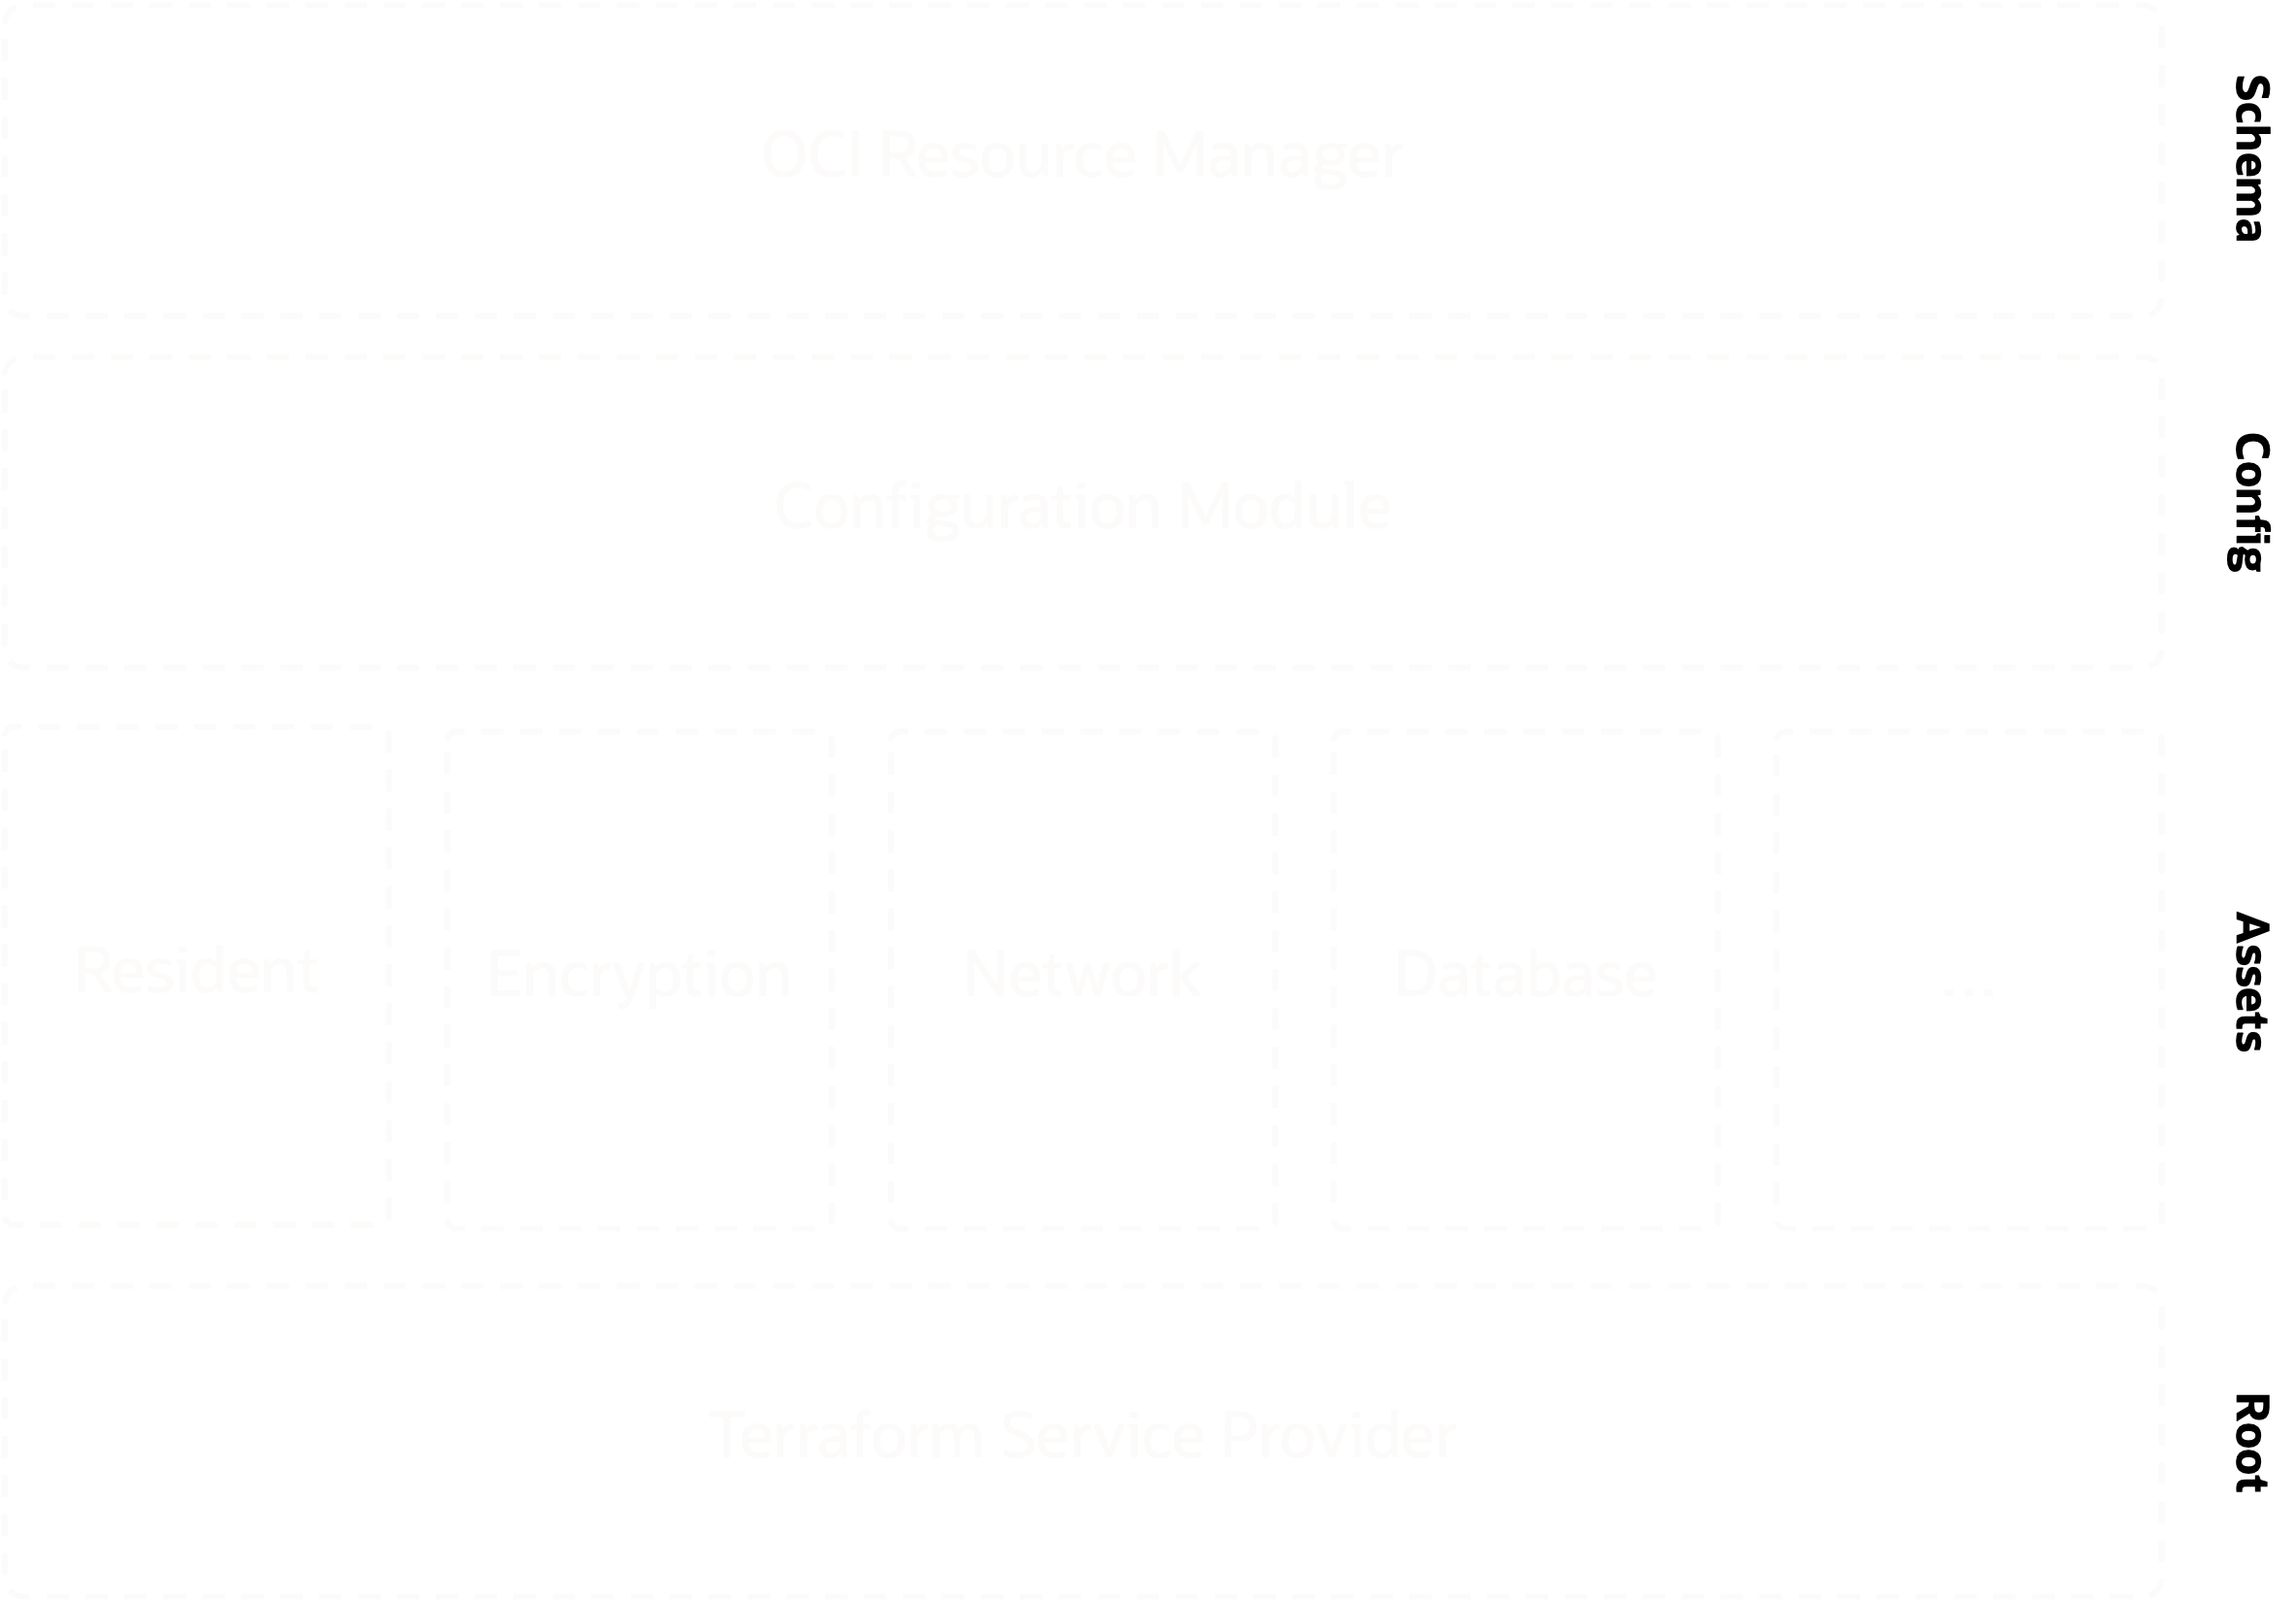 OCI Resource Manager
Schema
Configuration Module
Config
Resident
Encryption
Network
Database
...
Assets
Terraform Service Provider
Root